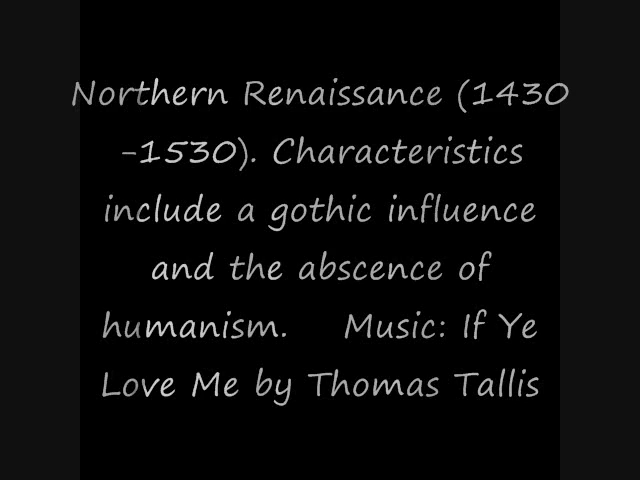 Northern Renaissance (1430
-1530). Characteristics
include a gothic influence
and the abscence of
humanism. Music: If Ye
Love Me by Thomas Tallis